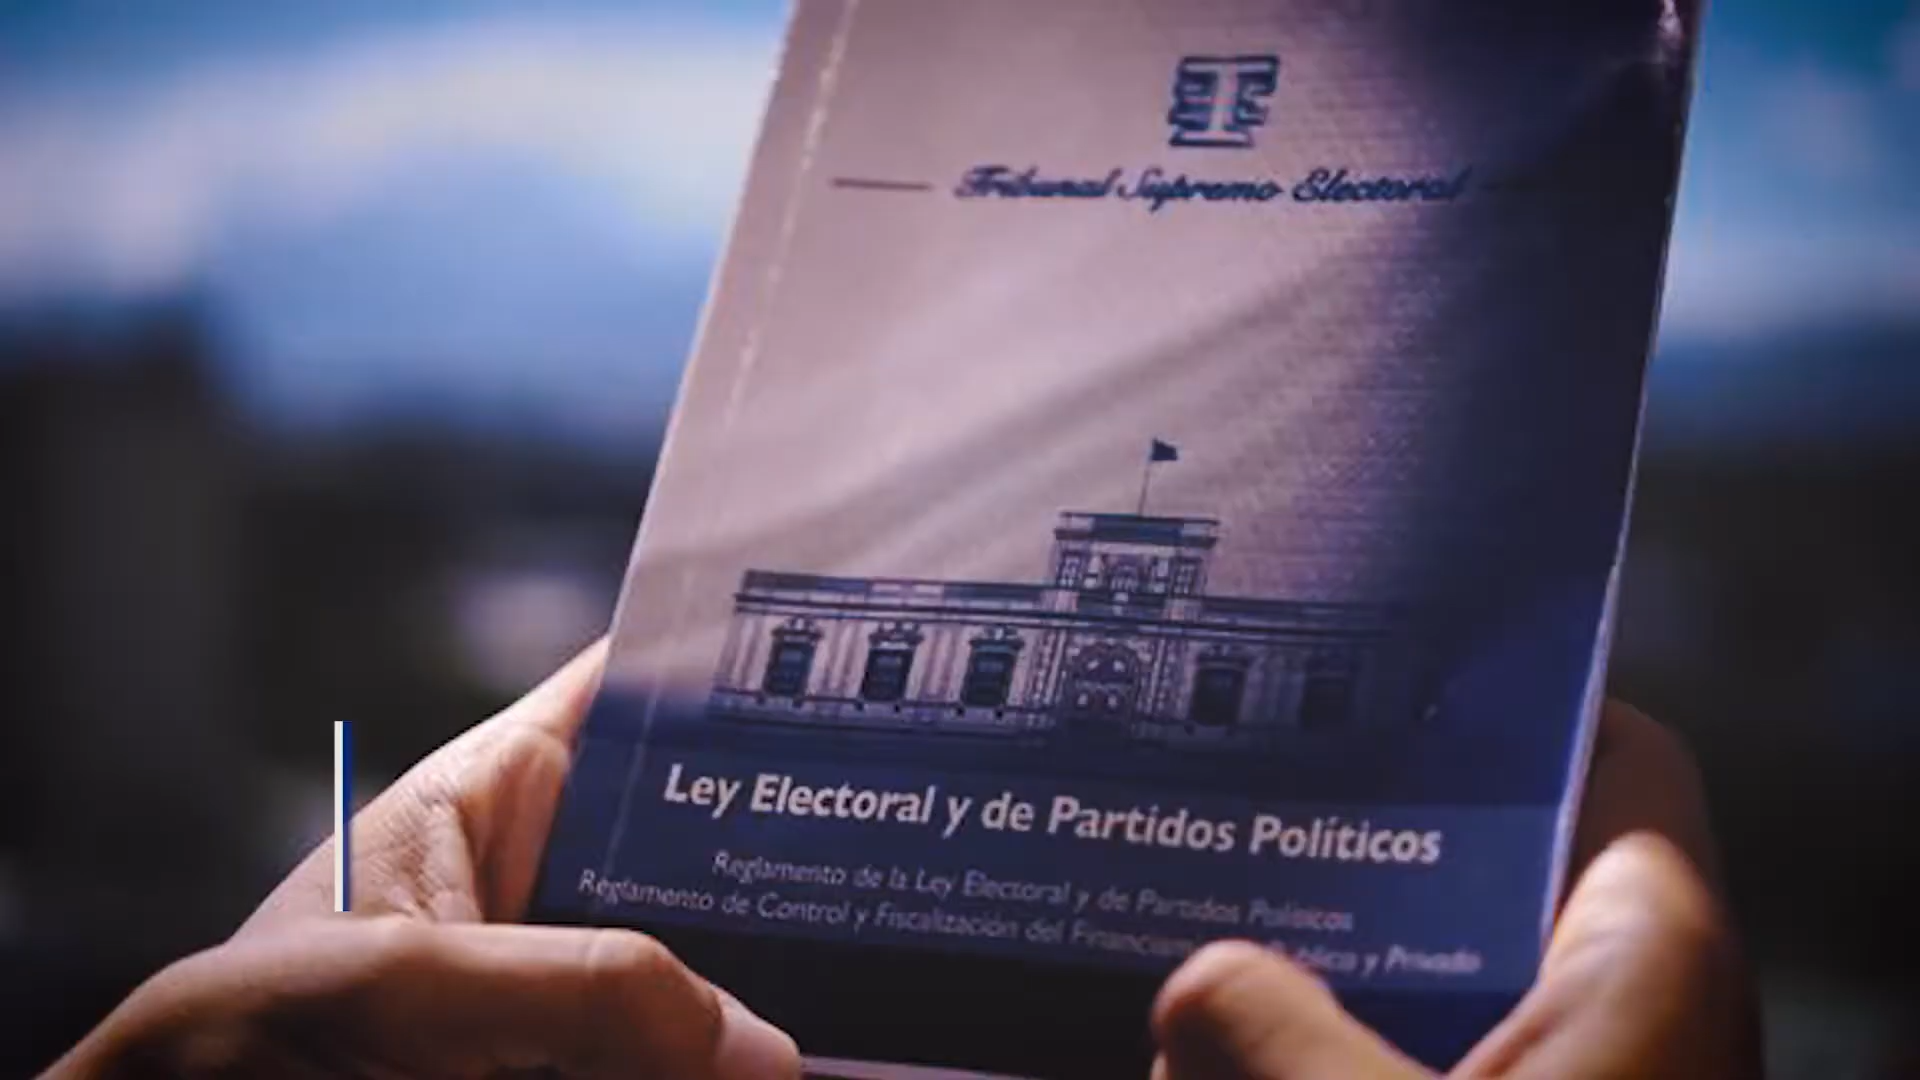 TSE
Tribunal Supremo Electoral
Ley Electoral y de Partidos Políticos
Reglamento de la Ley Electoral y de Partidos Políticos
Reglamento de Control y Fiscalización del y Privado